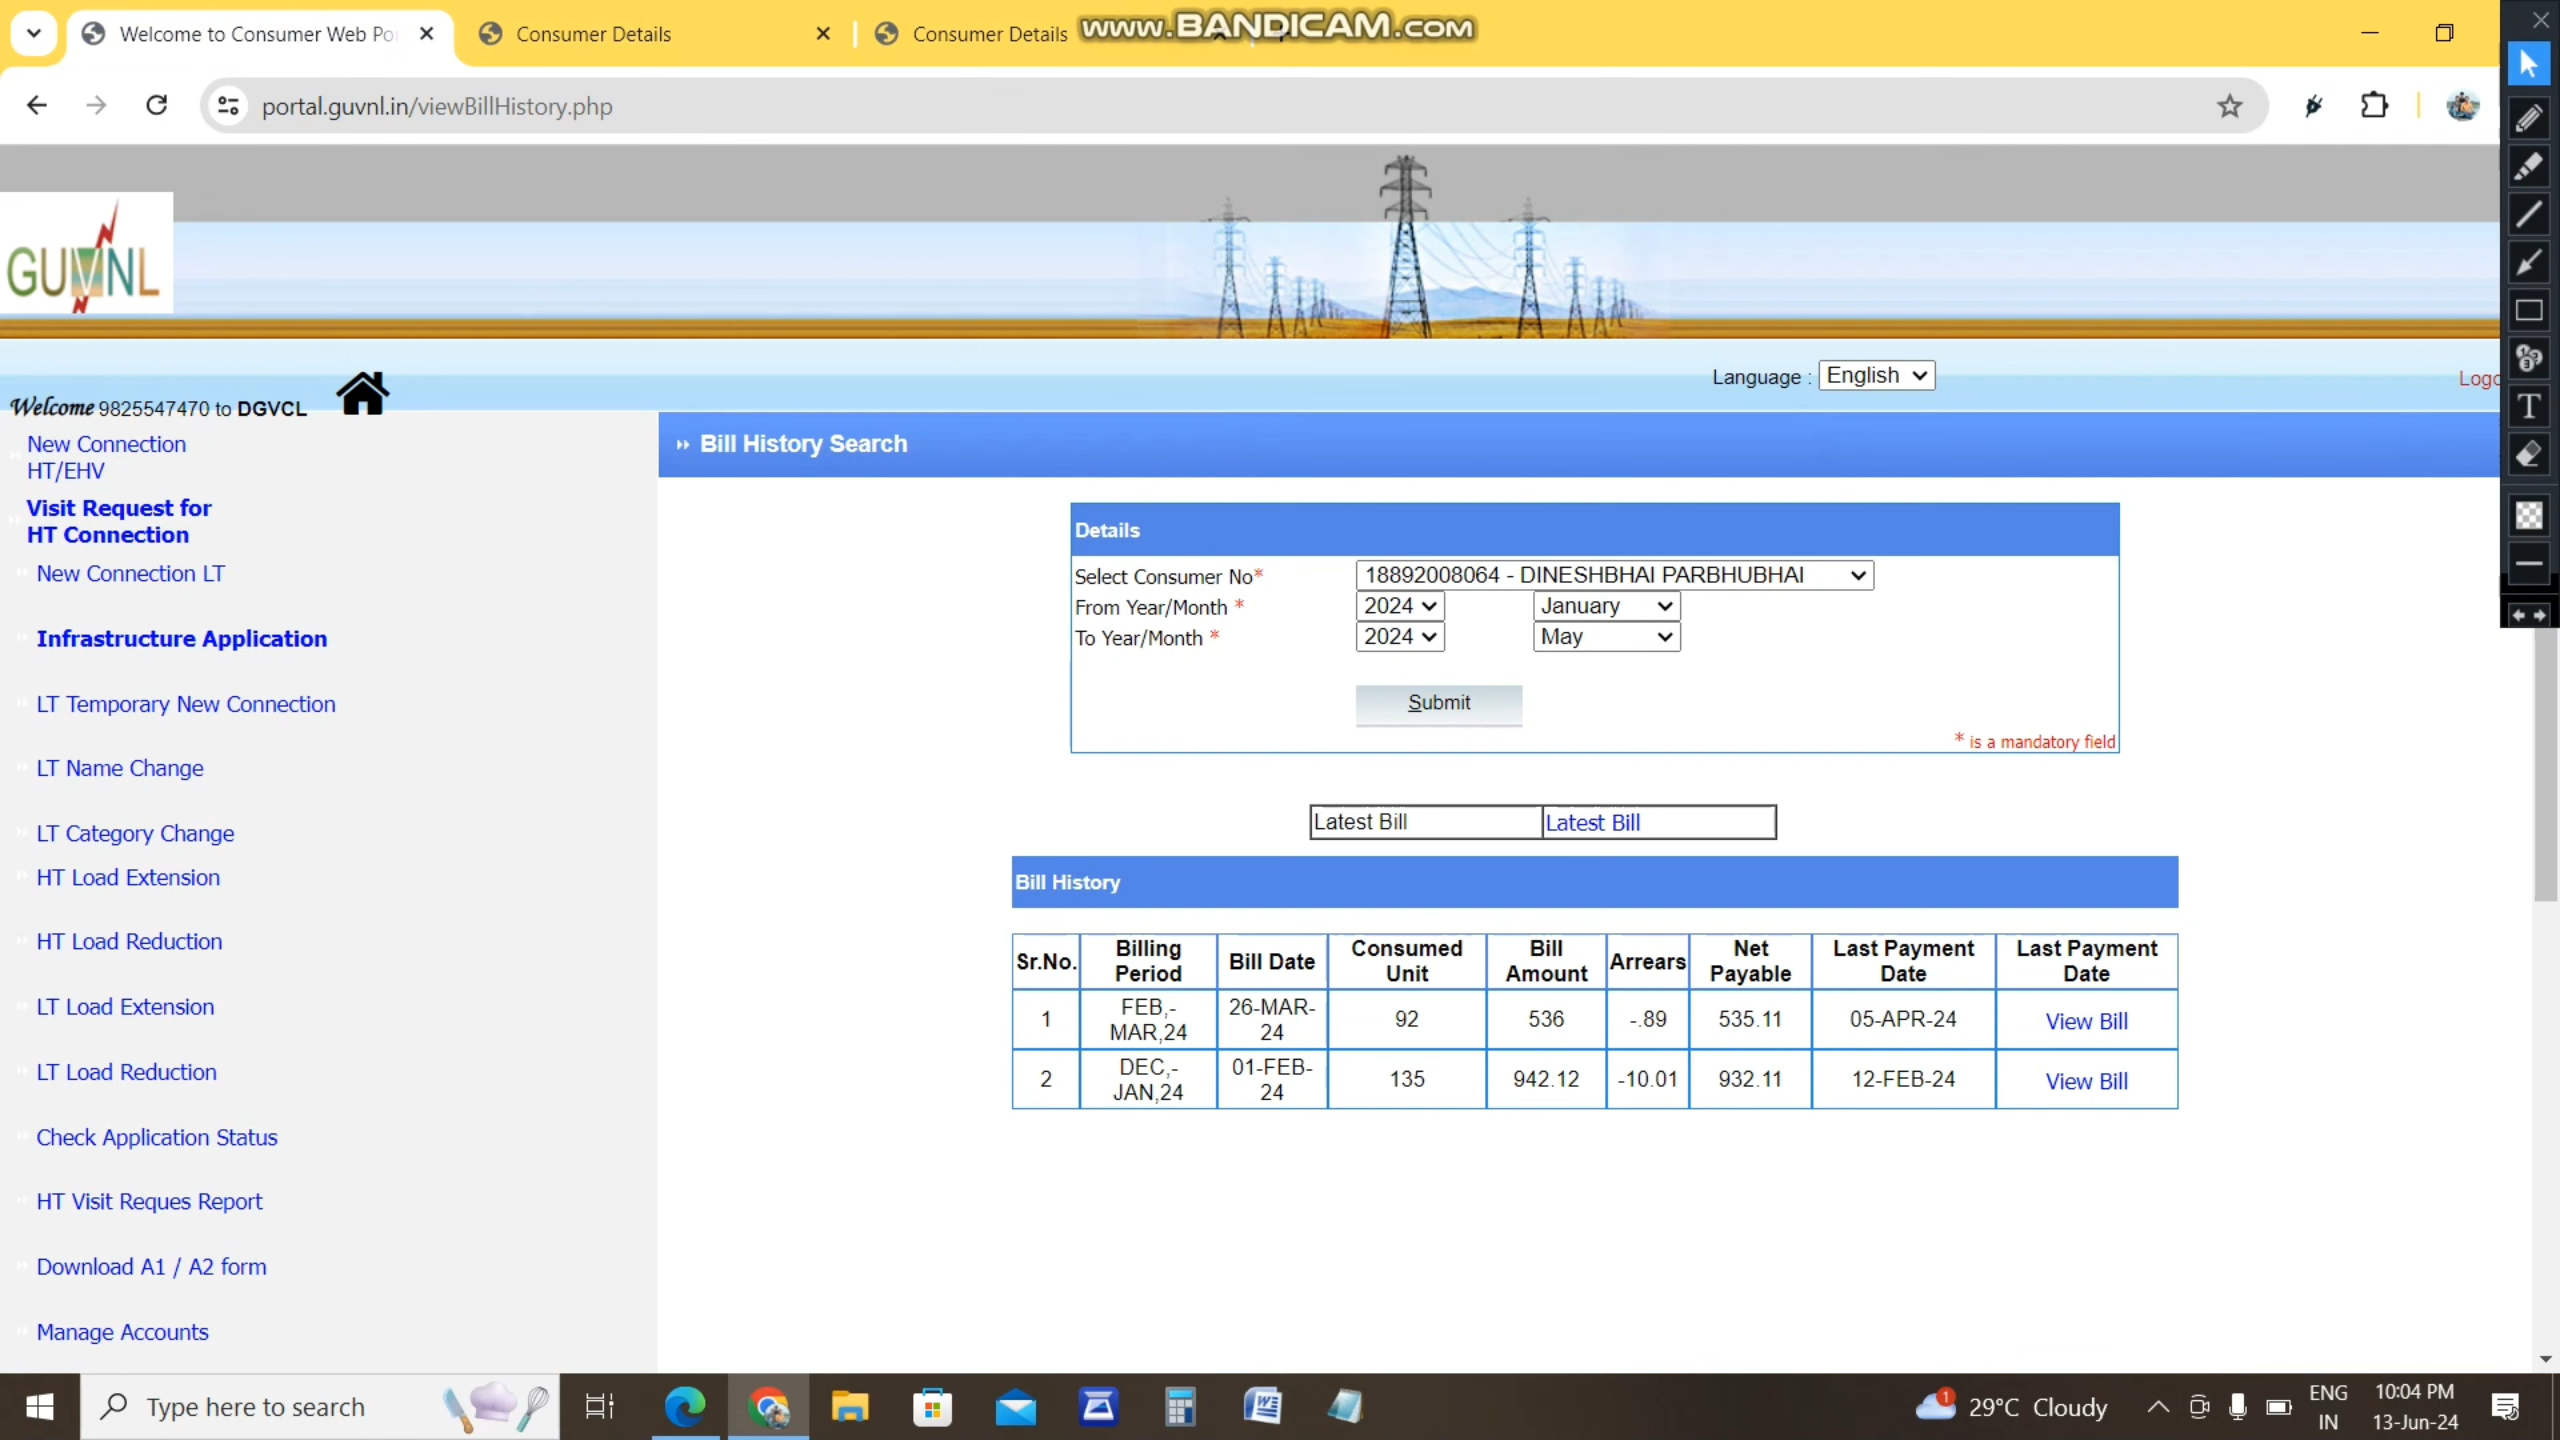 Welcome to Consumer Web Po
Consumer Details
Consumer Details
www.BANDICAM.com
portal.guvnl.in/viewBillHistory.php
GUVNL
Language : English
Logo
Welcome 9825547470 to DGVCL
New Connection
HT/EHV
Visit Request for
HT Connection
New Connection LT
Infrastructure Application
LT Temporary New Connection
LT Name Change
LT Category Change
HT Load Extension
HT Load Reduction
LT Load Extension
LT Load Reduction
Check Application Status
HT Visit Reques Report
Download A1 / A2 form
Manage Accounts
Bill History Search
Details
Select Consumer No* 18892008064 - DINESHBHAI PARBHUBHAI
From Year/Month * 2024 January
To Year/Month * 2024 May
Submit
* is a mandatory field
Latest Bill Latest Bill
Bill History
Sr.No. Billing Period Bill Date Consumed Unit Bill Amount Arrears Net Payable Last Payment Date Last Payment Date
1 FEB,-MAR,24 26-MAR-24 92 536 -.89 535.11 05-APR-24 View Bill
2 DEC,-JAN,24 01-FEB-24 135 942.12 -10.01 932.11 12-FEB-24 View Bill
Type here to search
1
29°C Cloudy
ENG
IN
10:04 PM
13-Jun-24